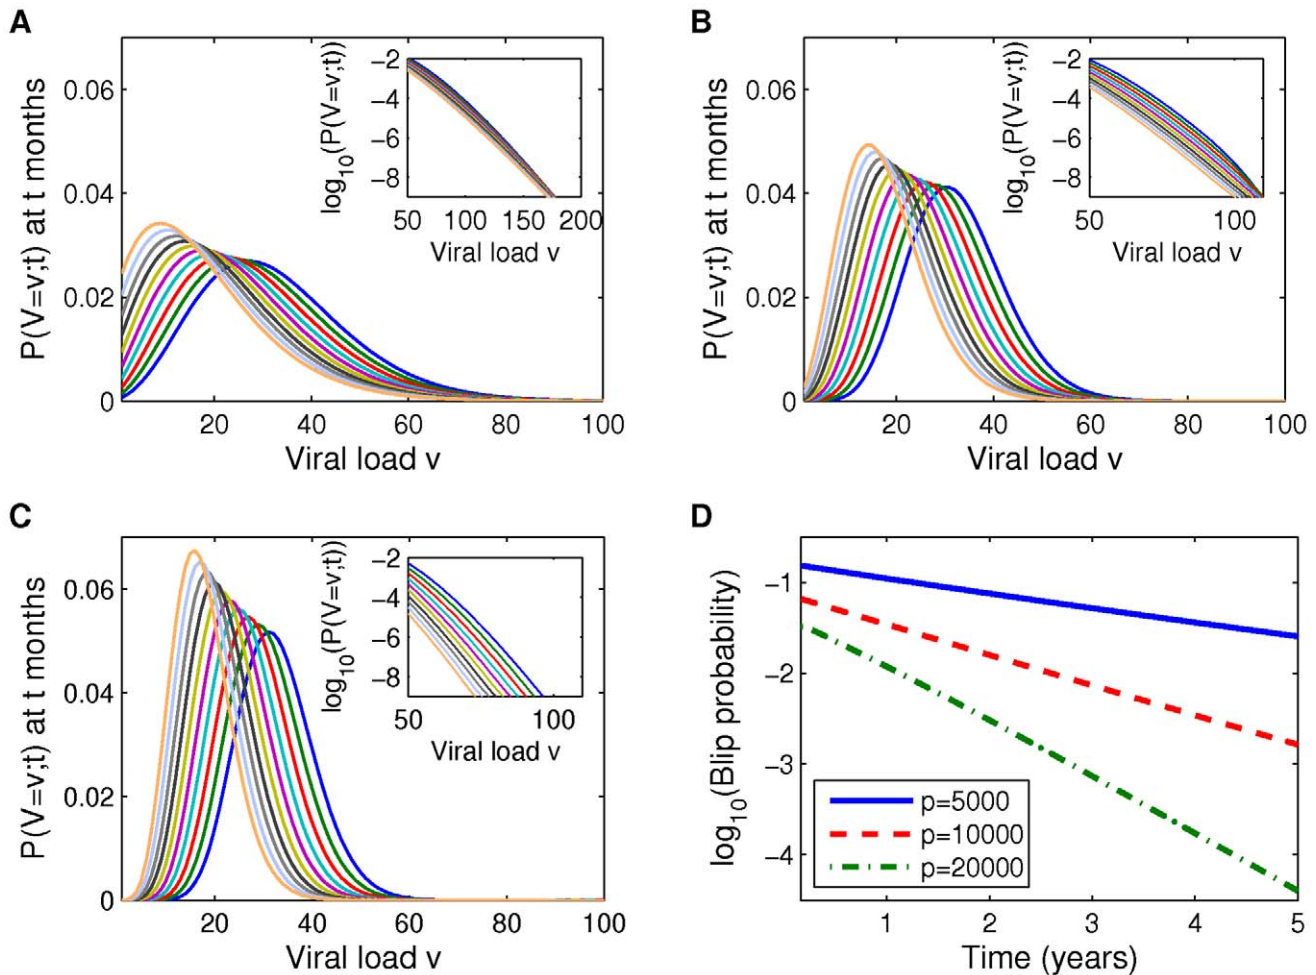 A
P(V=v;t) at t months
0.06
0.04
0.02
0
20
40
60
80
100
Viral load v
log10(P(V=v;t))
−2
−4
−6
−8
50
100
150
200
Viral load v
B
P(V=v;t) at t months
0.06
0.04
0.02
0
20
40
60
80
100
Viral load v
log10(P(V=v;t))
−2
−4
−6
−8
50
100
Viral load v
C
P(V=v;t) at t months
0.06
0.04
0.02
0
20
40
60
80
100
Viral load v
log10(P(V=v;t))
−2
−4
−6
−8
50
100
Viral load v
D
log10(Blip probability)
−1
−2
−3
−4
p=5000
p=10000
p=20000
1
2
3
4
5
Time (years)